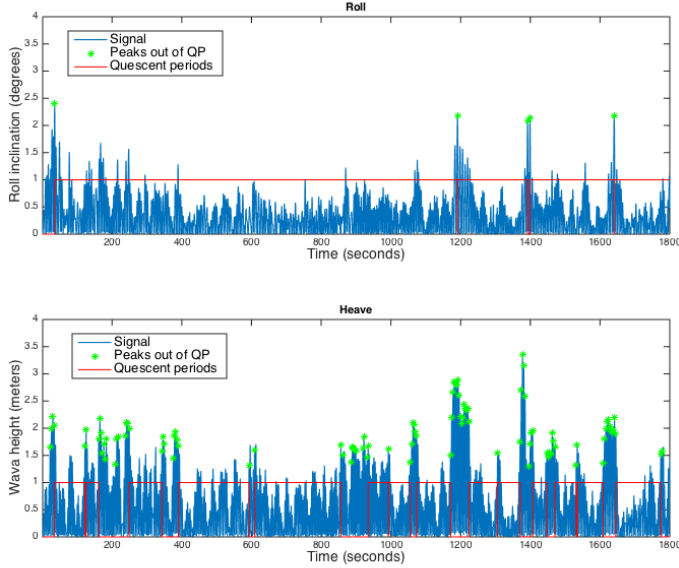 Roll
4
3.5
3
2.5
2
1.5
1
0.5
0
Roll inclination (degrees)
Signal
Peaks out of QP
Quescent periods
200 400 600 800 1000 1200 1400 1600 1800
Time (seconds)
Heave
4
3.5
3
2.5
2
1.5
1
0.5
0
Wava height (meters)
Signal
Peaks out of QP
Quescent periods
200 400 600 800 1000 1200 1400 1600 1800
Time (seconds)